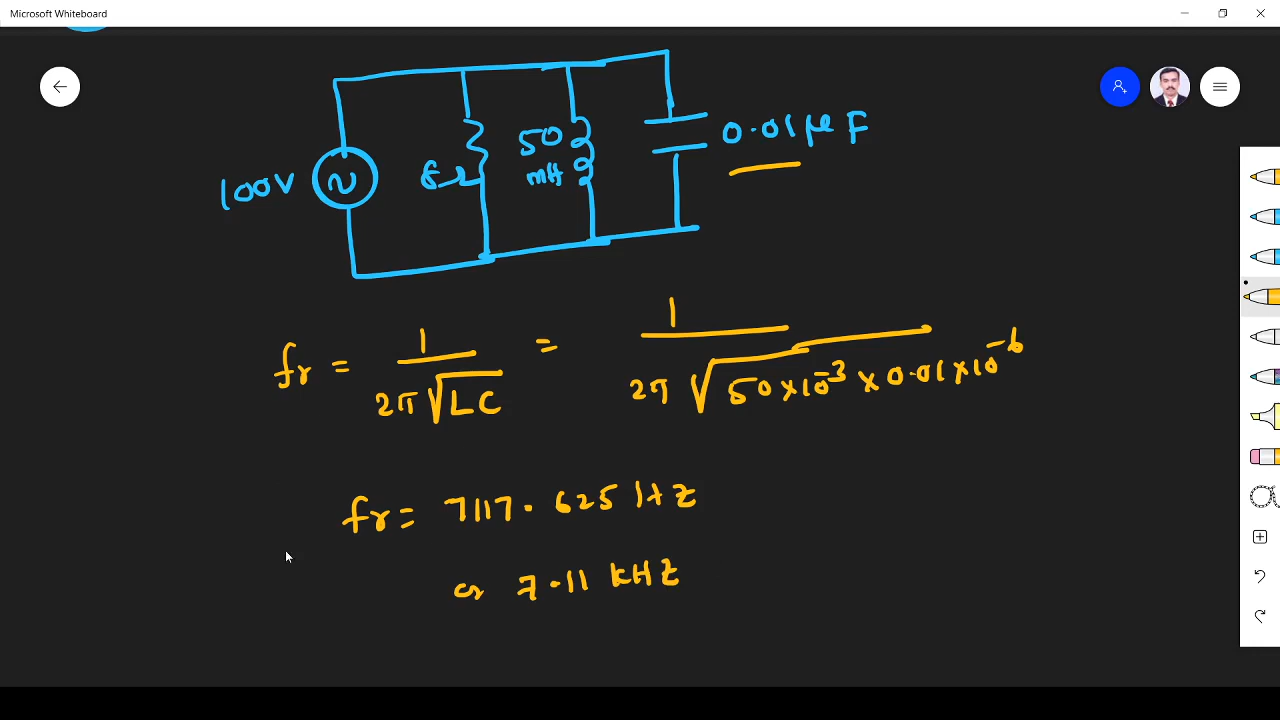 Microsoft Whiteboard
100V
8Ω
50
mH
0.01μF
fr = 1 / 2π√LC = 1 / 2π√50×10⁻³ × 0.01×10⁻⁶
fr = 7117.625 Hz
or 7.11 kHz